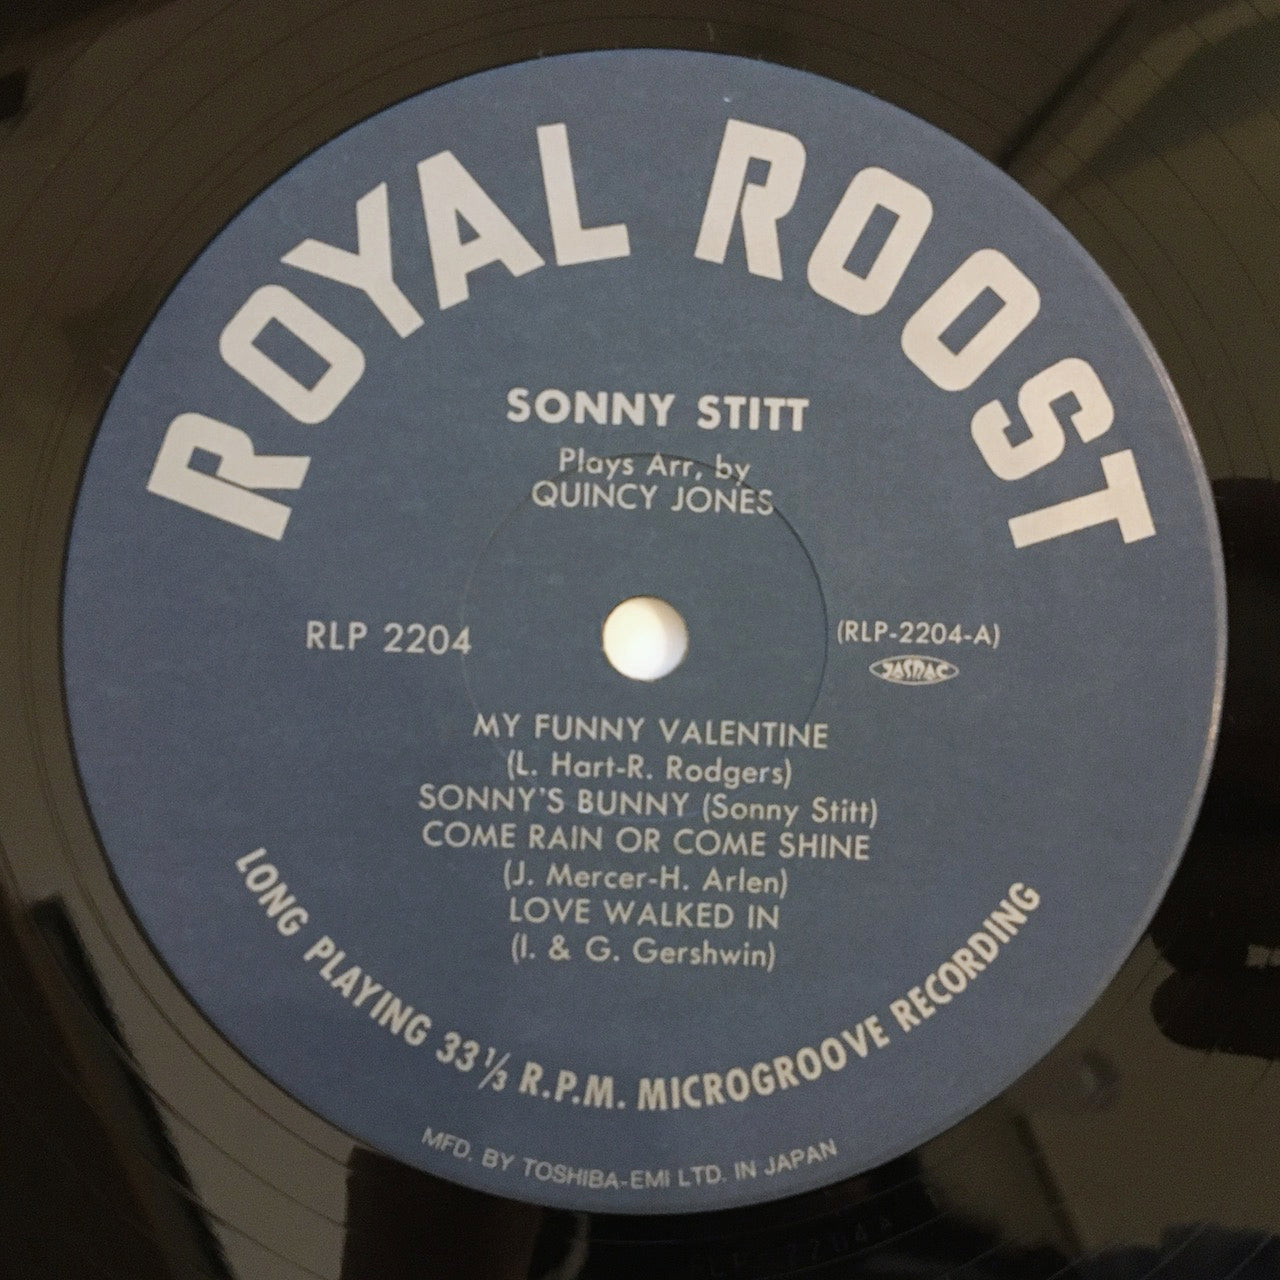 ROYAL ROOST
SONNY STITT
Plays Arr, by
QUINCY JONES
RLP 2204
(RLP-2204-A)
JASRAC
MY FUNNY VALENTINE
(L. Hart-R. Rodgers)
SONNY'S BUNNY (Sonny Stitt)
COME RAIN OR COME SHINE
(J. Mercer-H. Arlen)
LOVE WALKED IN
(I. & G. Gershwin)
LONG PLAYING 33⅓ R.P.M. MICROGROOVE RECORDING
MFD. BY TOSHIBA-EMI LTD. IN JAPAN